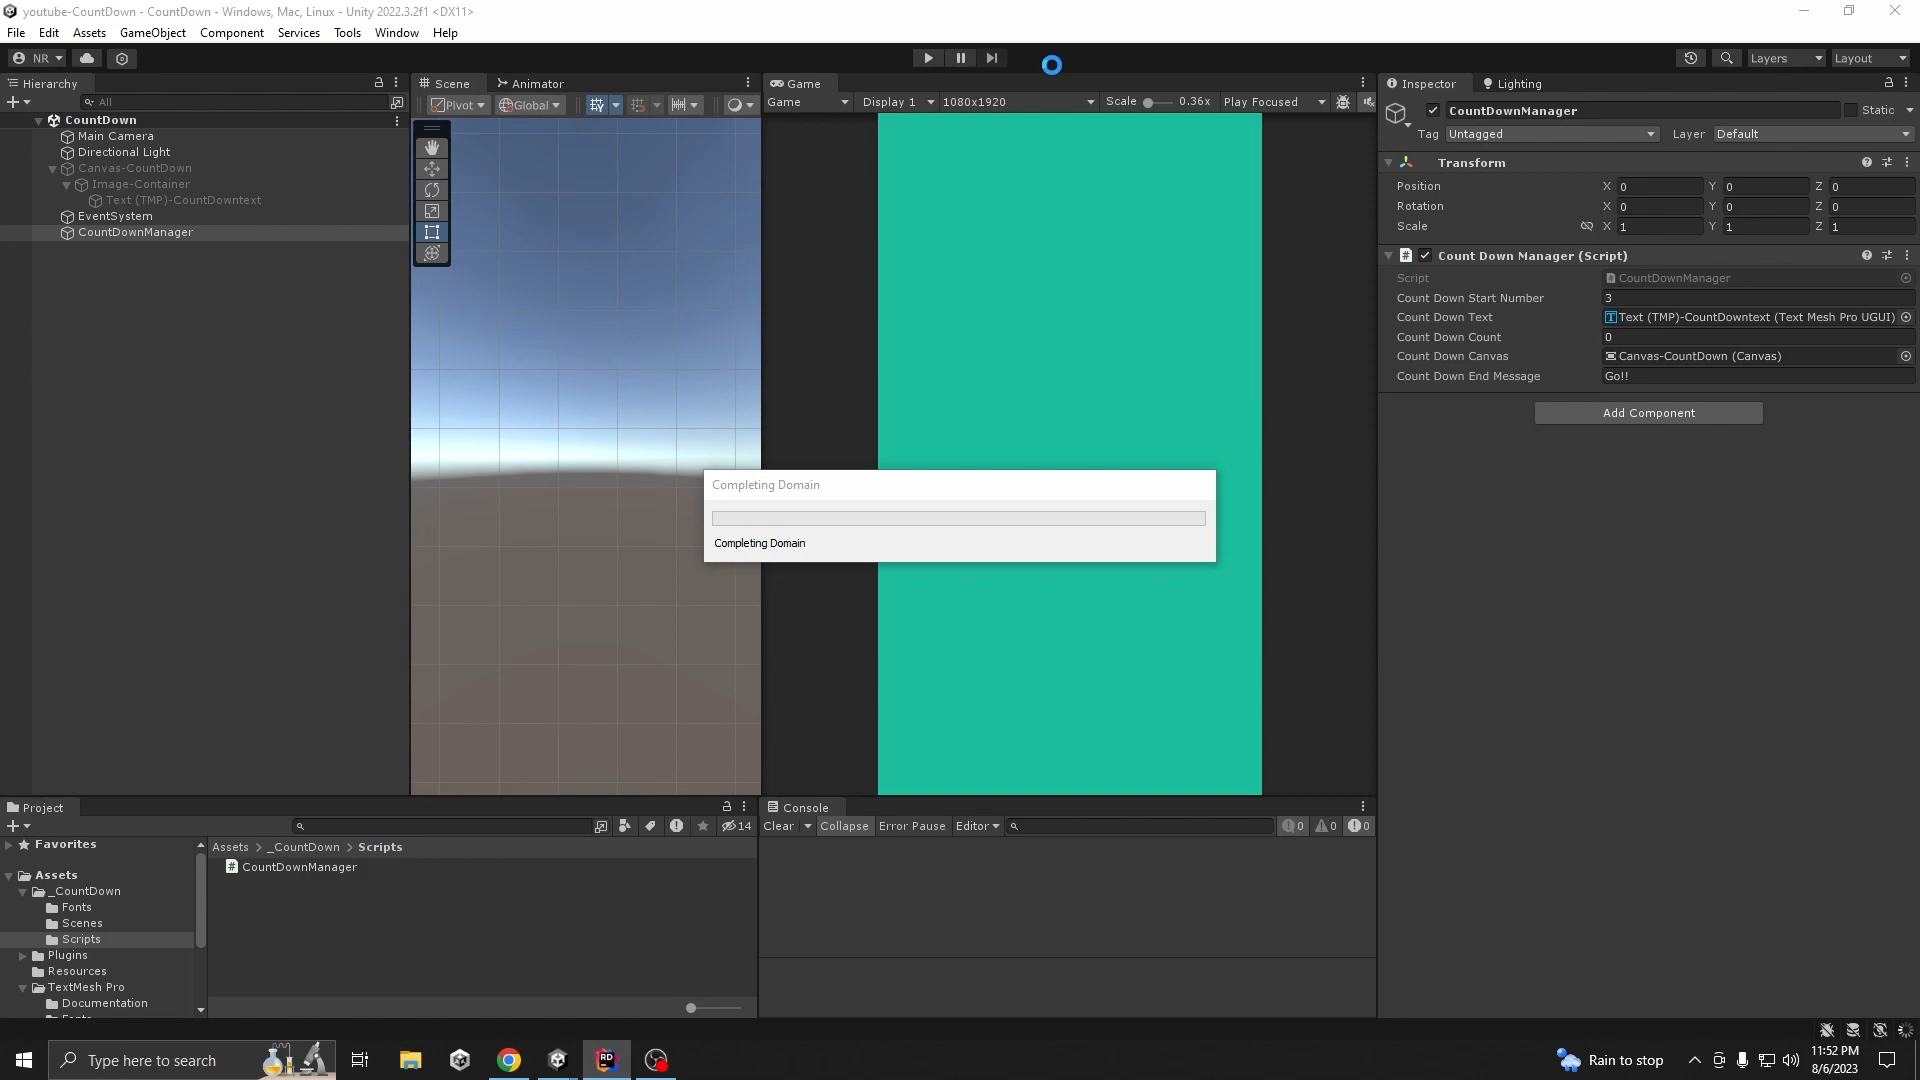 youtube-CountDown - CountDown - Windows, Mac, Linux - Unity 2022.3.2f1 <DX11>
File Edit Assets GameObject Component Services Tools Window Help
NR Layers Layout
Hierarchy Scene Animator Game Inspector Lighting
All Pivot Global Game Display 1 1080x1920 Scale 0.36x Play Focused CountDownManager Static
CountDown
Main Camera
Directional Light
Canvas-CountDown
Image-Container
Text (TMP)-CountDowntext
EventSystem
CountDownManager
Tag Untagged Layer Default
Transform
Position X 0 Y 0 Z 0
Rotation X 0 Y 0 Z 0
Scale X 1 Y 1 Z 1
Count Down Manager (Script)
Script CountDownManager
Count Down Start Number 3
Count Down Text Text (TMP)-CountDowntext (Text Mesh Pro UGUI)
Count Down Count 0
Count Down Canvas Canvas-CountDown (Canvas)
Count Down End Message Go!!
Add Component
Completing Domain
Completing Domain
Project
14
Favorites
Assets
_CountDown
Fonts
Scenes
Scripts
Plugins
Resources
TextMesh Pro
Documentation
Assets > _CountDown > Scripts
CountDownManager
Console
Clear Collapse Error Pause Editor 0 0 0
Type here to search RD Rain to stop 11:52 PM
8/6/2023